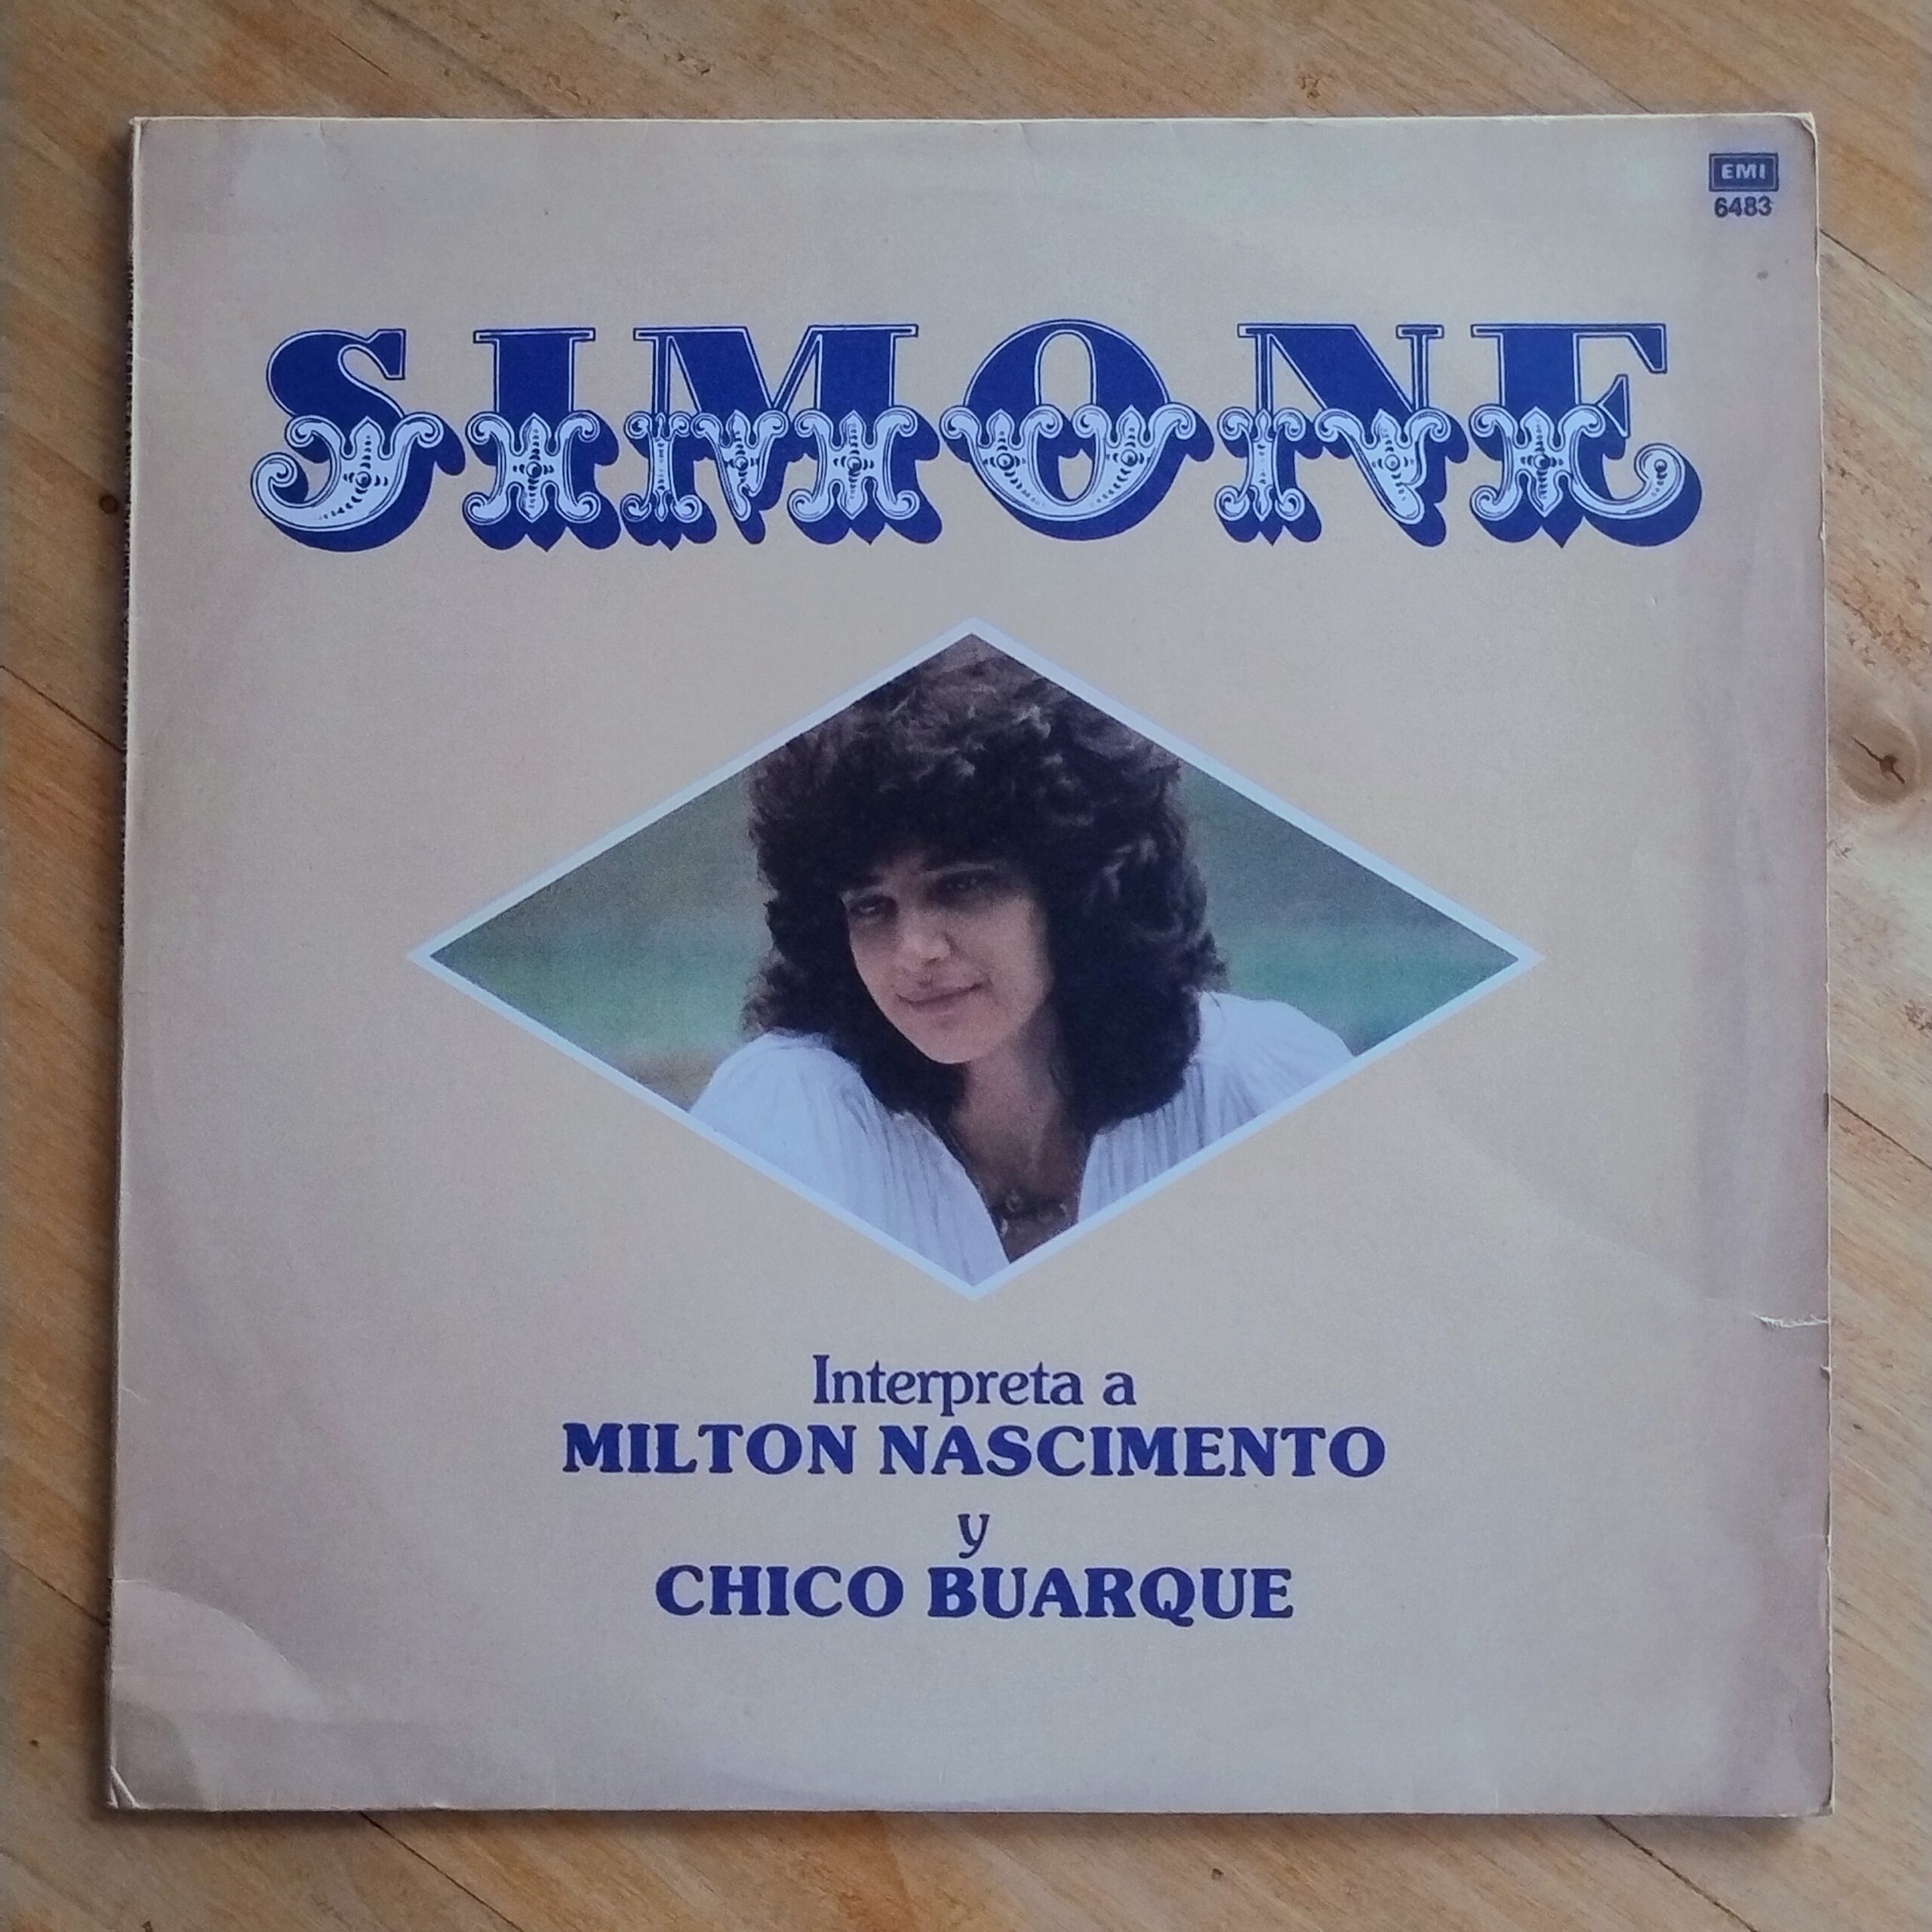 EMI
6483
SIMONE
Interpreta a
MILTON NASCIMENTO
y
CHICO BUARQUE